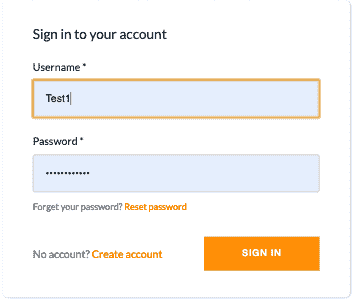 Sign in to your account
Username *
Test1
Password *
••••••••••••
Forget your password? Reset password
No account? Create account
SIGN IN